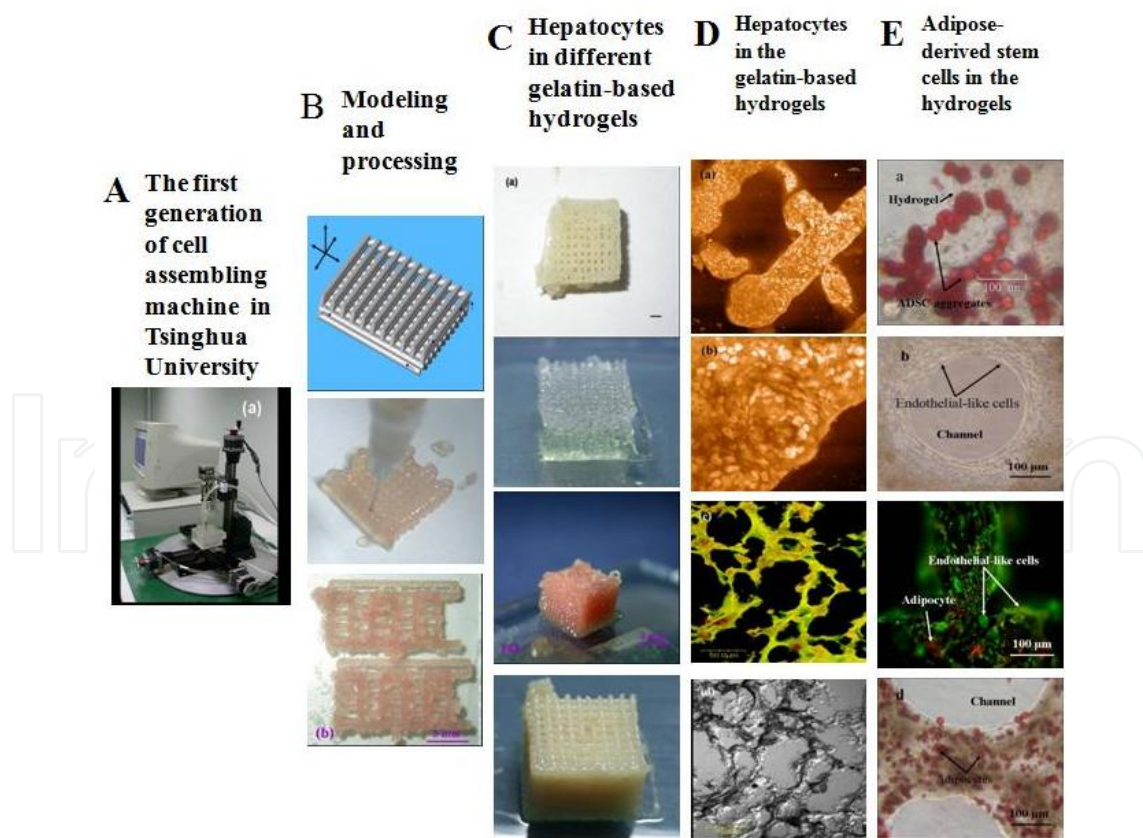 A The first
generation
of cell
assembling
machine in
Tsinghua
University
(a)
B Modeling
and
processing
(b)
C Hepatocytes
in different
gelatin-based
hydrogels
(a)
D Hepatocytes
in the
gelatin-based
hydrogels
(a)
(b)
(c)
E Adipose-
derived stem
cells in the
hydrogels
a
Hydrogel
ADSC aggregates
b
Endothelial-like cells
Channel
100 μm
Endothelial-like cells
Adipocyte
100 μm
d
Channel
Adipocytes
100 μm